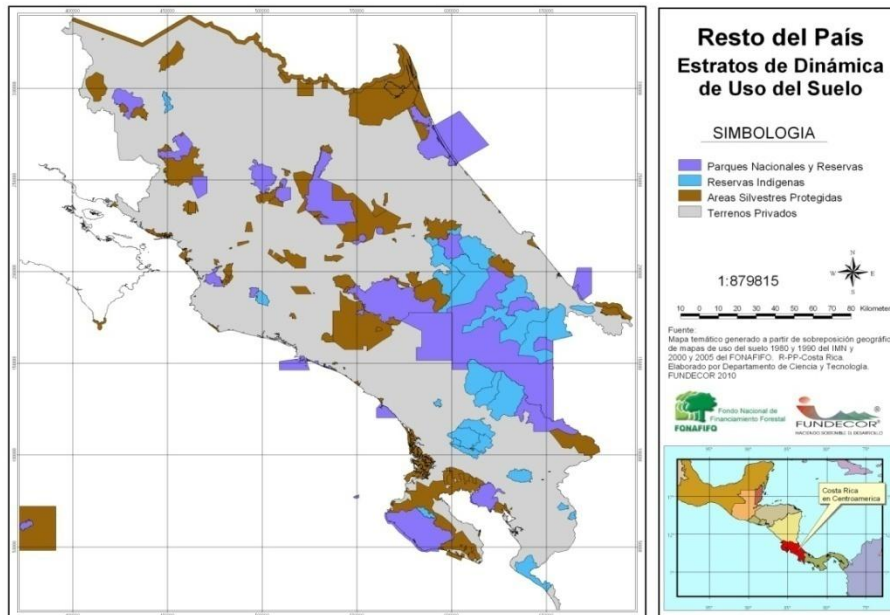 Resto del País
Estratos de Dinámica
de Uso del Suelo
SIMBOLOGIA
Parques Nacionales y Reservas
Reservas Indigenas
Areas Silvestres Protegidas
Terrenos Privados
N
W E
S
1:879815
10 0 10 20 30 40 50 60 70 80 Kilometer
Fuente:
Mapa temático generado a partir de sobreposición geográfic
de mapas de uso del suelo 1980 y 1990 del IMN y
2000 y 2005 del FONAFIFO. R-PP-Costa Rica.
Elaborado por Departamento de Ciencia y Tecnología.
FUNDECOR 2010
FONAFIFO
Fondo Nacional de
Financiamiento Forestal
FUNDECOR
Costa Rica
en Centroamerica